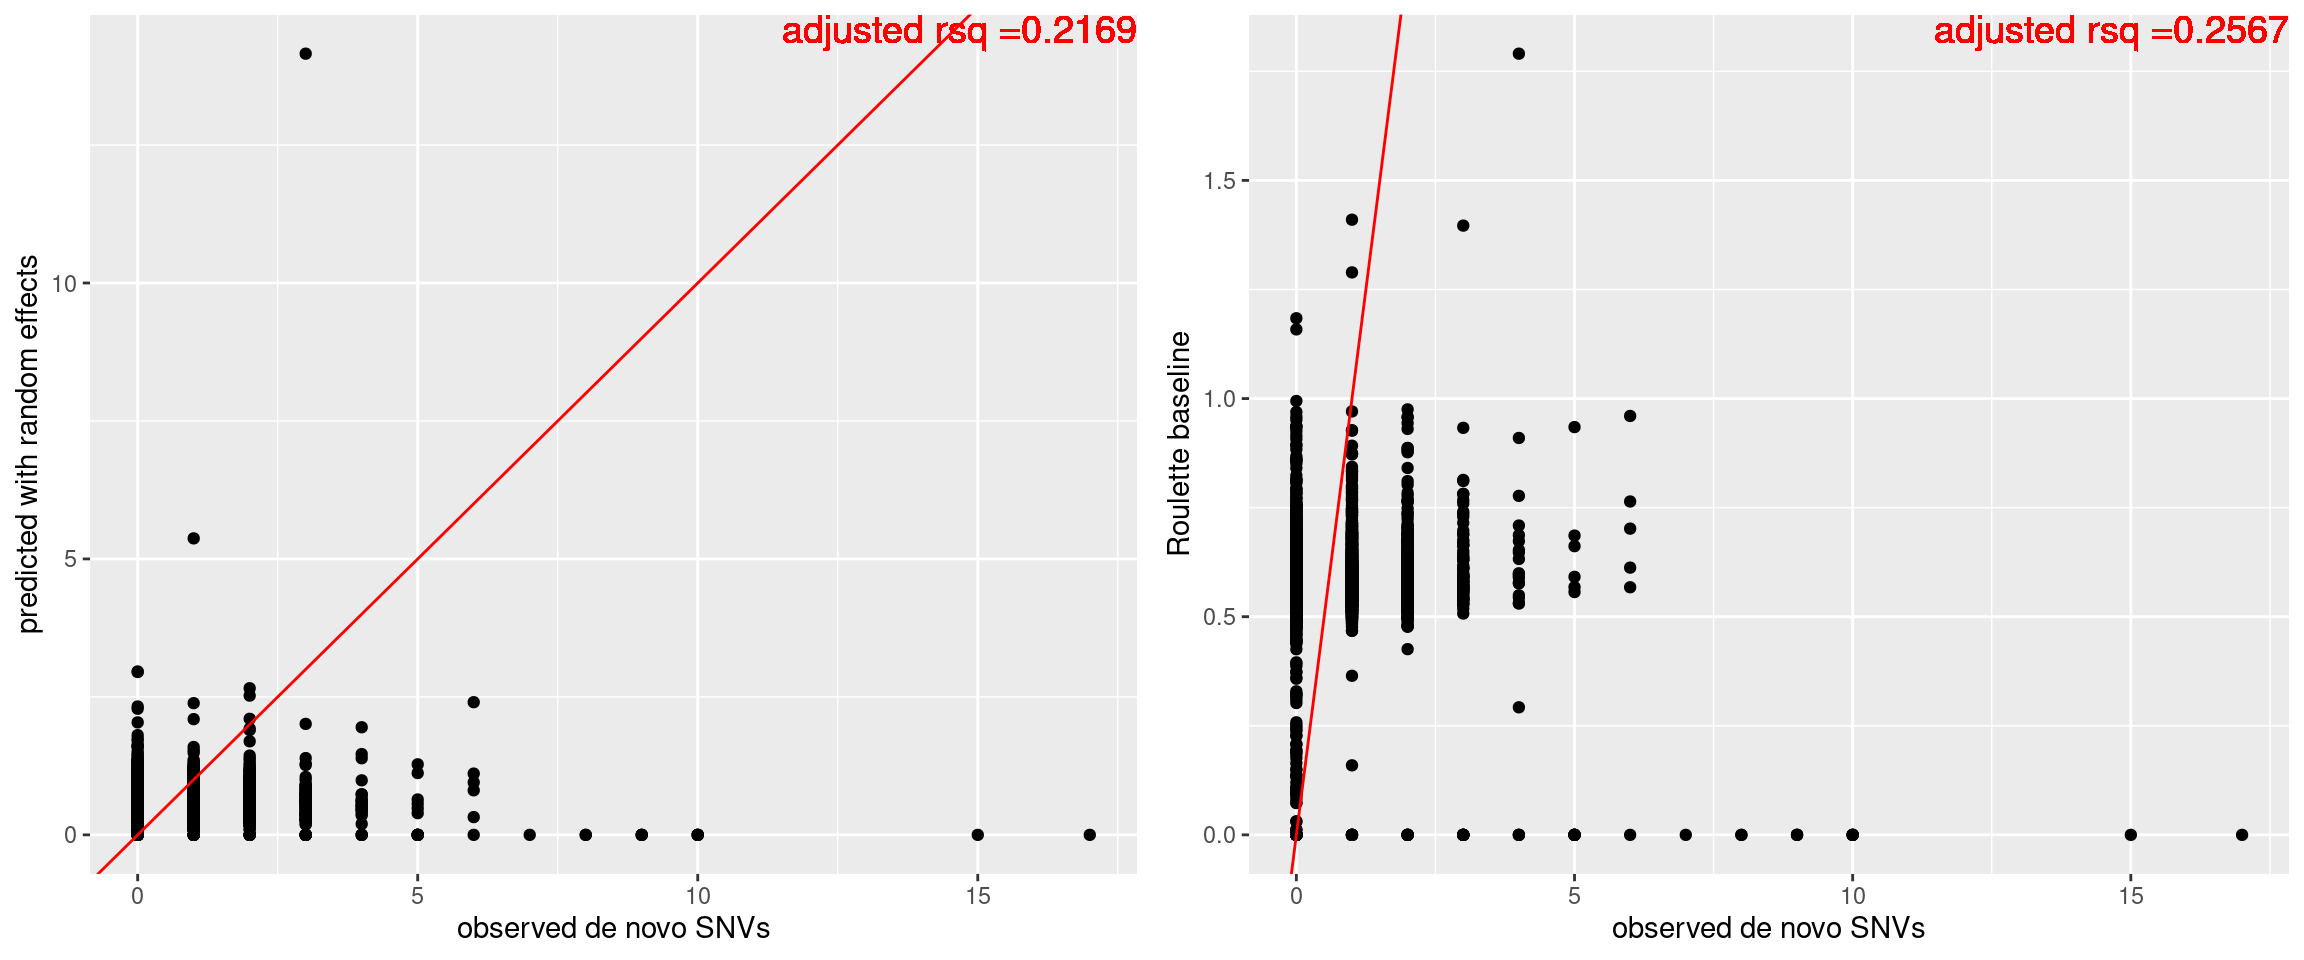 adjusted rsq =0.2169
predicted with random effects
10
5
0
0
5
10
15
observed de novo SNVs
adjusted rsq =0.2567
Roulette baseline
1.5
1.0
0.5
0.0
0
5
10
15
observed de novo SNVs